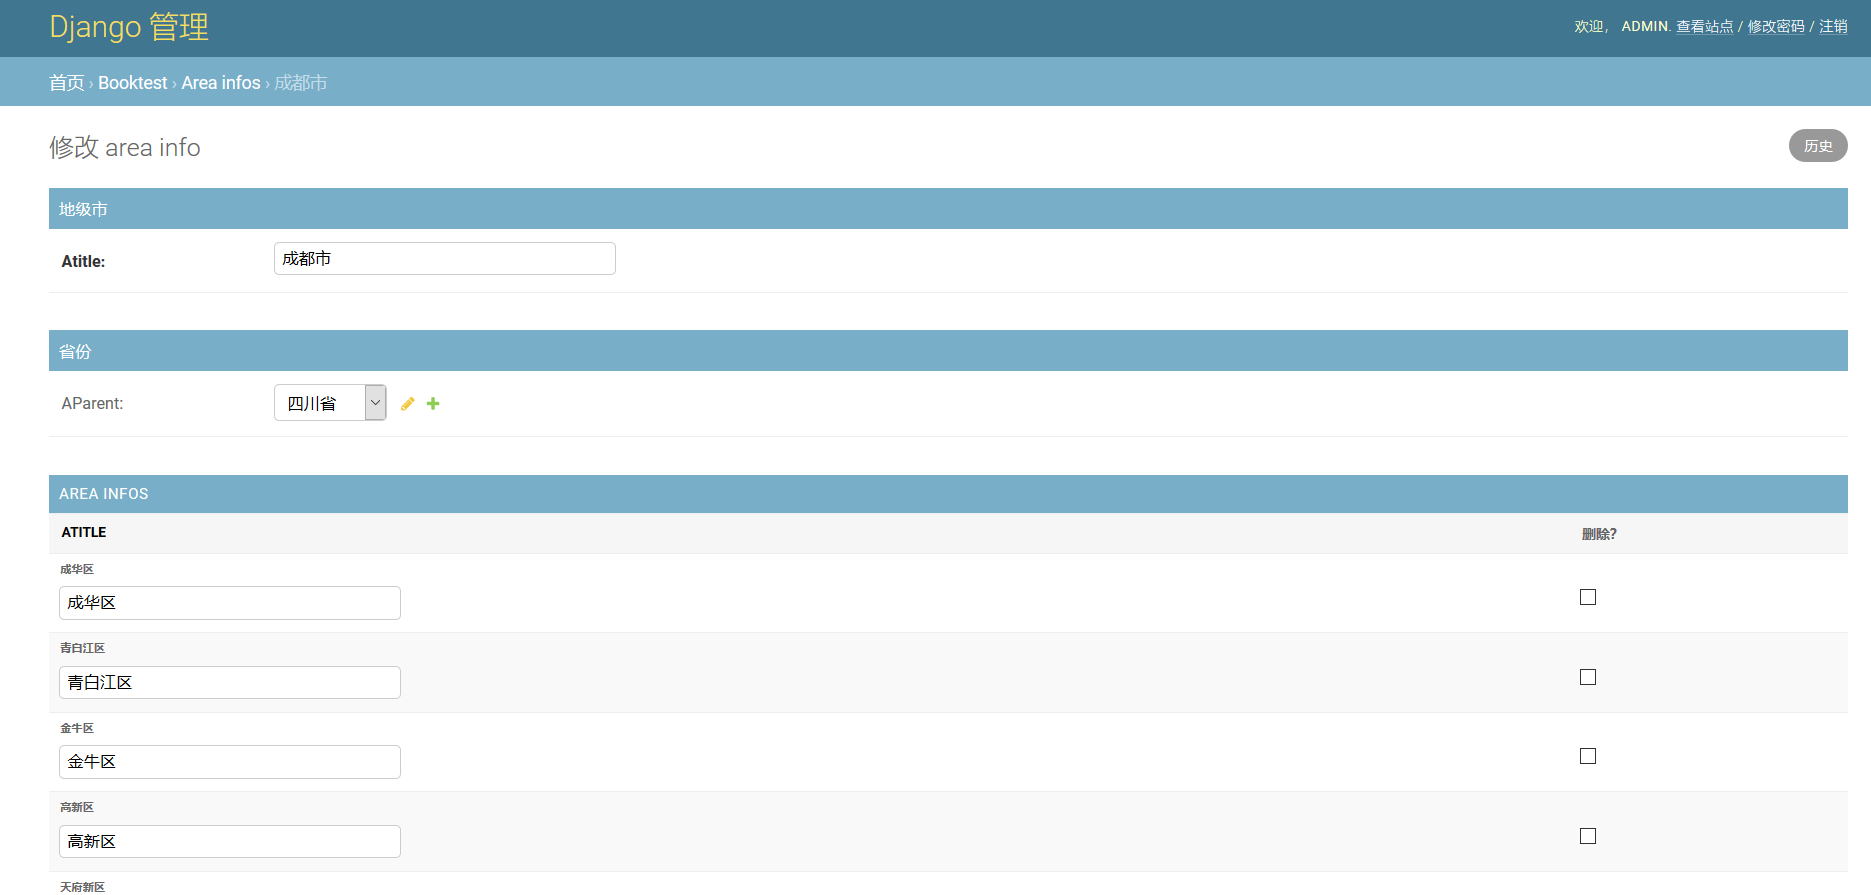 Django 管理
欢迎， ADMIN. 查看站点 / 修改密码 / 注销
首页 › Booktest › Area infos › 成都市
修改 area info
历史
地级市
Atitle:
成都市
省份
AParent:
四川省
AREA INFOS
ATITLE
删除?
成华区
成华区
青白江区
青白江区
金牛区
金牛区
高新区
高新区
天府新区